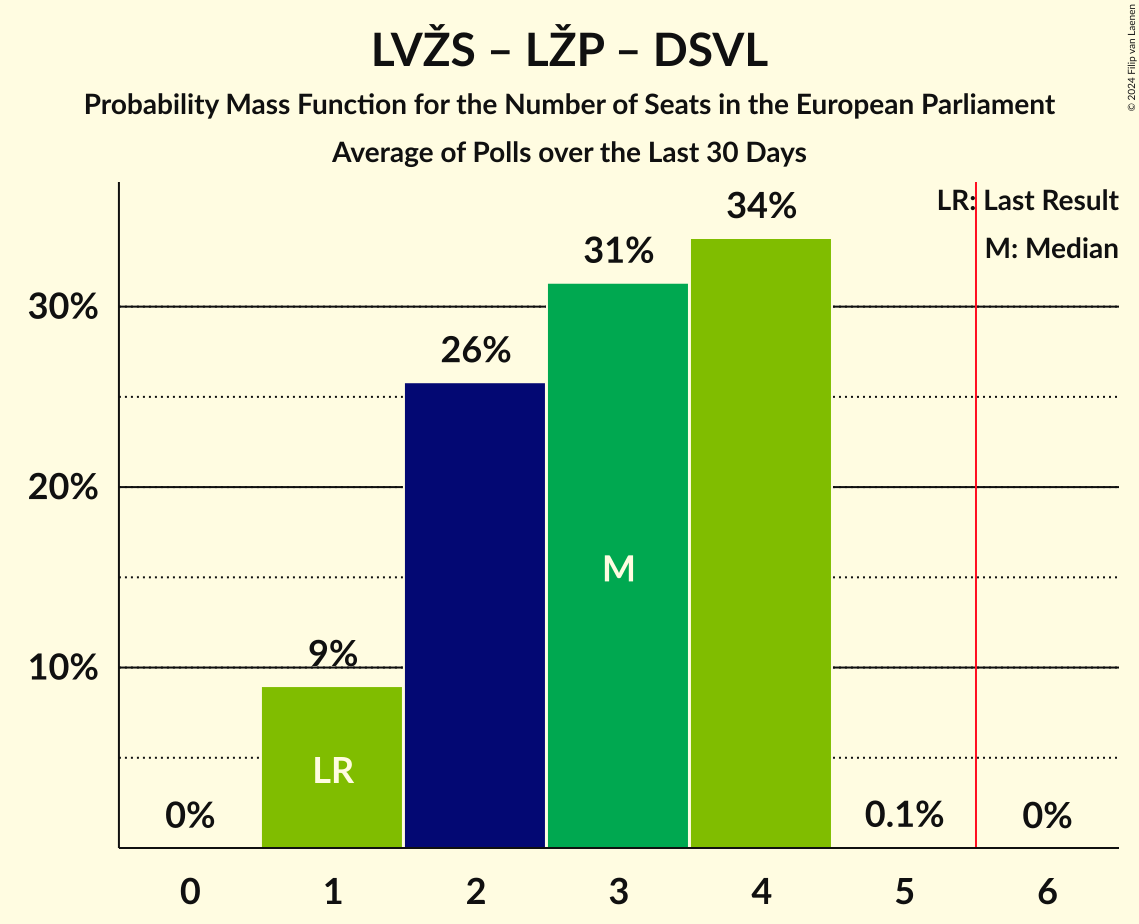 LVŽS – LŽP – DSVL
Probability Mass Function for the Number of Seats in the European Parliament
Average of Polls over the Last 30 Days
© 2024 Filip van Laenen
LR: Last Result
M: Median
34%
31%
30%
26%
20%
M
9%
10%
LR
0%
0.1%
0%
0 1 2 3 4 5 6